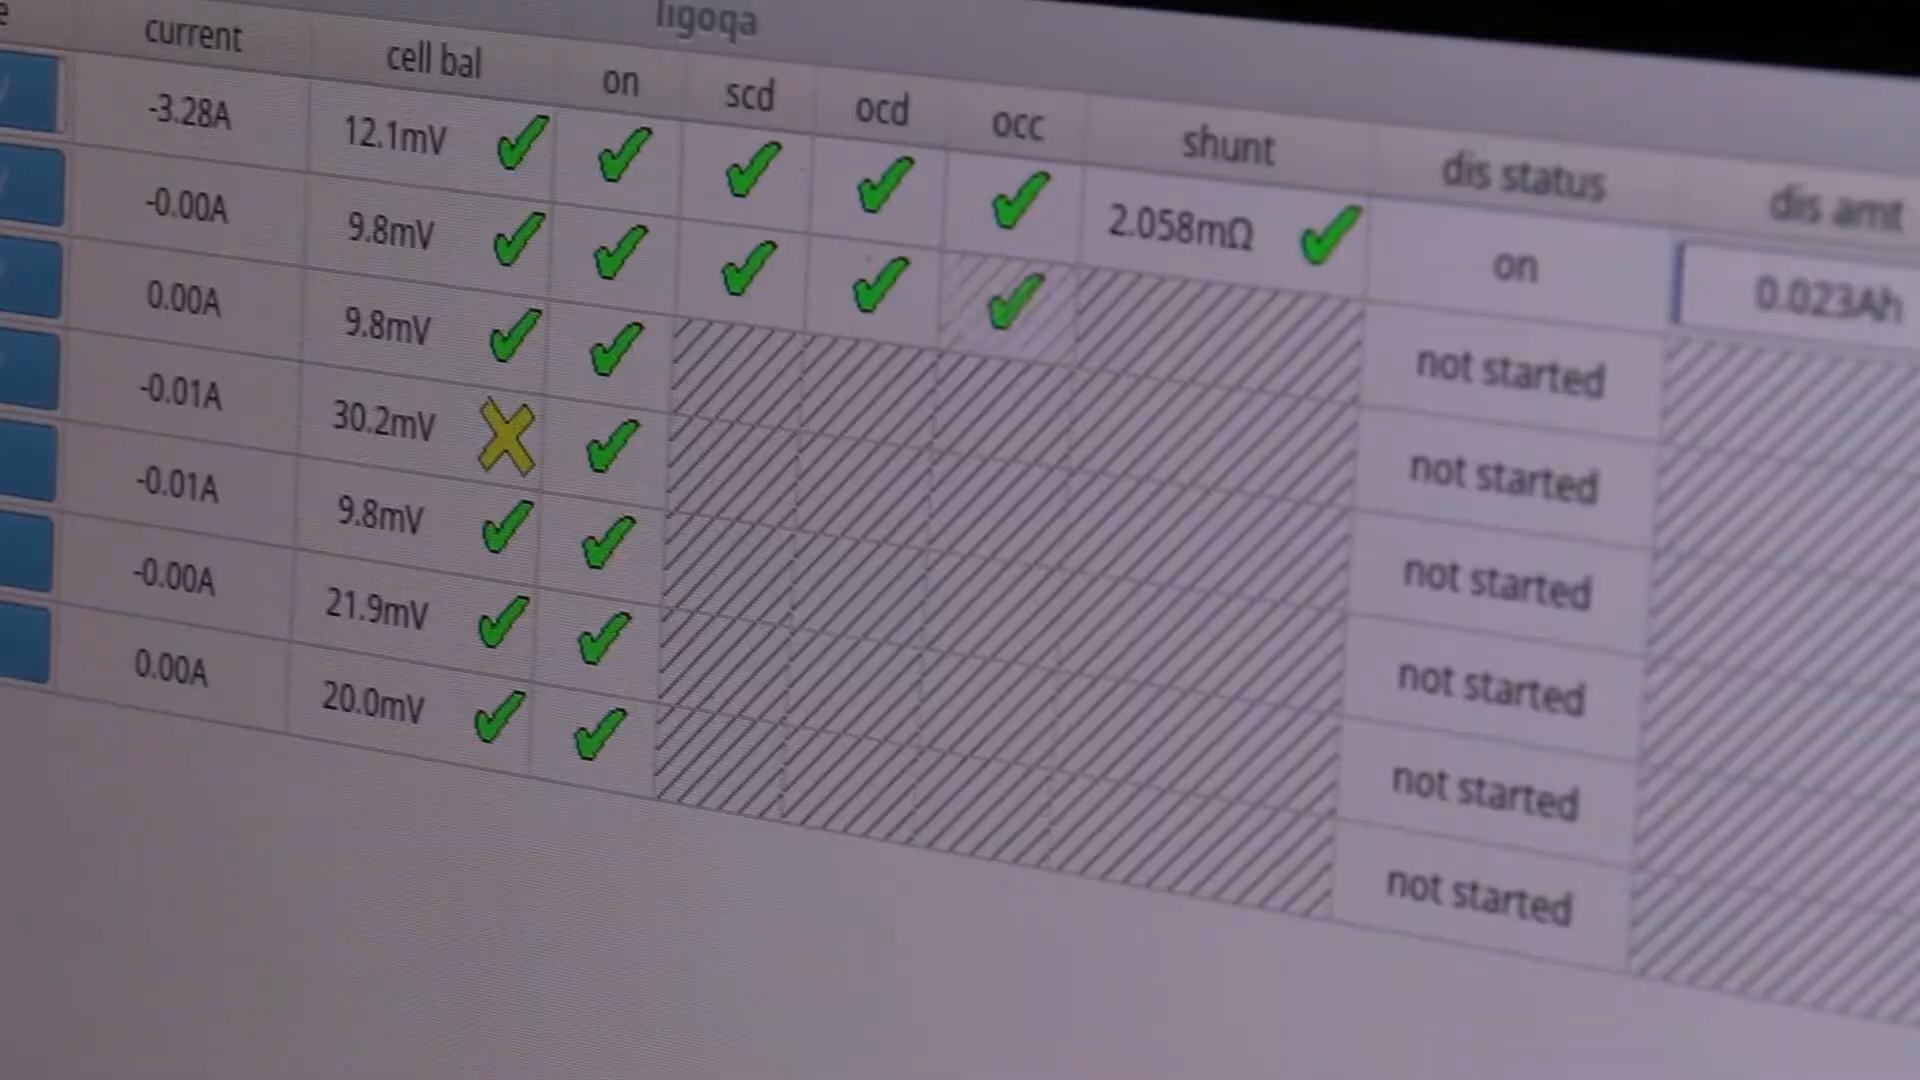 ligoqa
e current cell bal on scd ocd occ shunt dis status dis amt
-3.28A 12.1mV 2.058mΩ on 0.023Ah
-0.00A 9.8mV not started
0.00A 9.8mV not started
-0.01A 30.2mV not started
-0.01A 9.8mV not started
-0.00A 21.9mV not started
0.00A 20.0mV not started